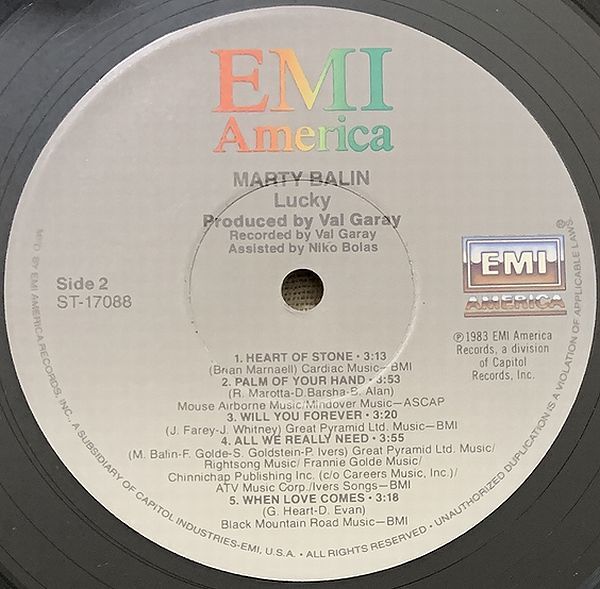 EMI
America
MARTY BALIN
Lucky
Produced by Val Garay
Recorded by Val Garay
Assisted by Niko Bolas
Side 2
ST-17088
EMI
AMERICA
℗1983 EMI America
Records, a division
of Capitol
Records, Inc.
1. HEART OF STONE • 3:13
(Brian Marnaell) Cardiac Music—BMI
2. PALM OF YOUR HAND • 3:53
(R. Marotta-D.Barsha-B. Alan)
Mouse Airborne Music/Mindover Music—ASCAP
3. WILL YOU FOREVER • 3:20
(J. Farey-J. Whitney) Great Pyramid Ltd. Music—BMI
4. ALL WE REALLY NEED • 3:55
(M. Balin-F. Golde-S. Goldstein-P. Ivers) Great Pyramid Ltd. Music/
Rightsong Music/ Frannie Golde Music/
Chinnichap Publishing Inc. (c/o Careers Music, Inc.)/
ATV Music Corp./Ivers Songs—BMI
5. WHEN LOVE COMES • 3:18
(G. Heart-D. Evan)
Black Mountain Road Music—BMI
MF'D. BY EMI AMERICA RECORDS, INC., A SUBSIDIARY OF CAPITOL INDUSTRIES-EMI, U.S.A. • ALL RIGHTS RESERVED • UNAUTHORIZED DUPLICATION IS A VIOLATION OF APPLICABLE LAWS
®